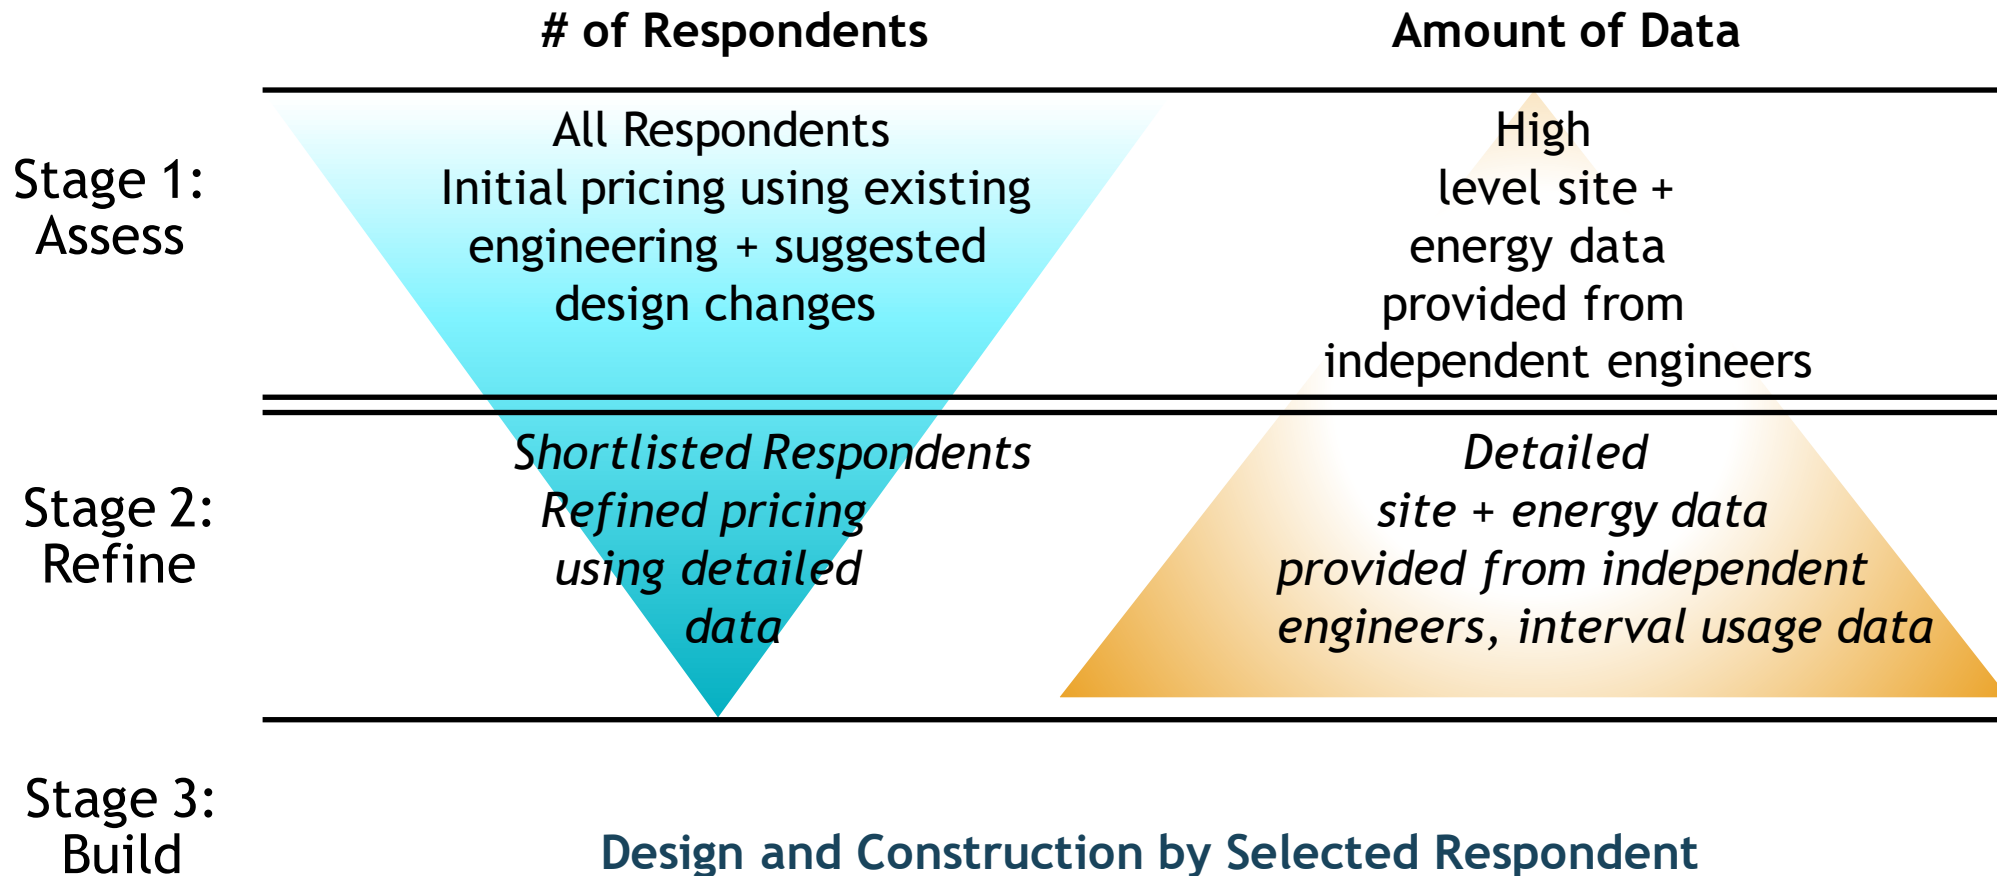 # of Respondents
Amount of Data
Stage 1:
Assess
All Respondents
Initial pricing using existing
engineering + suggested
design changes
High
level site +
energy data
provided from
independent engineers
Stage 2:
Refine
Shortlisted Respondents
Refined pricing
using detailed
data
Detailed
site + energy data
provided from independent
engineers, interval usage data
Stage 3:
Build
Design and Construction by Selected Respondent